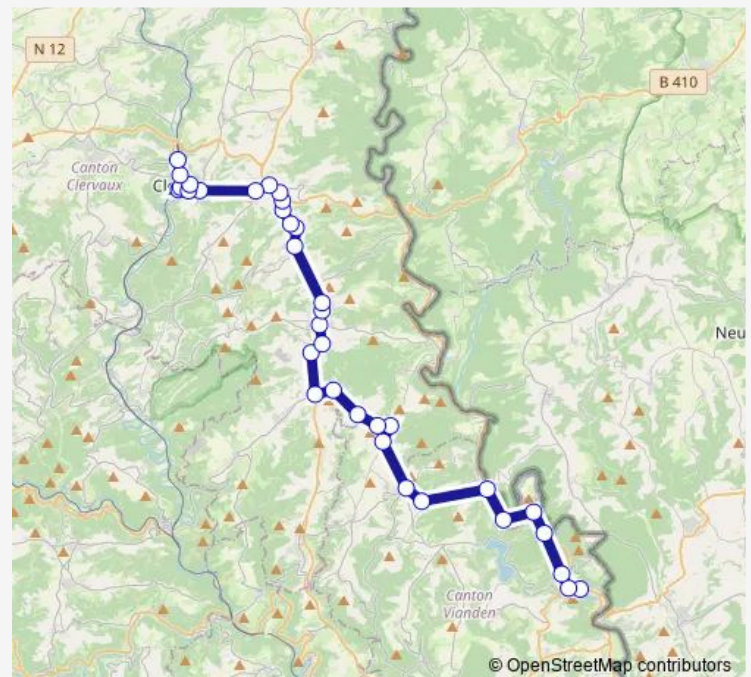 N 12
B 410
Canton
Clervaux
Cl
Neu
Canton
Vianden
© OpenStreetMap contributors